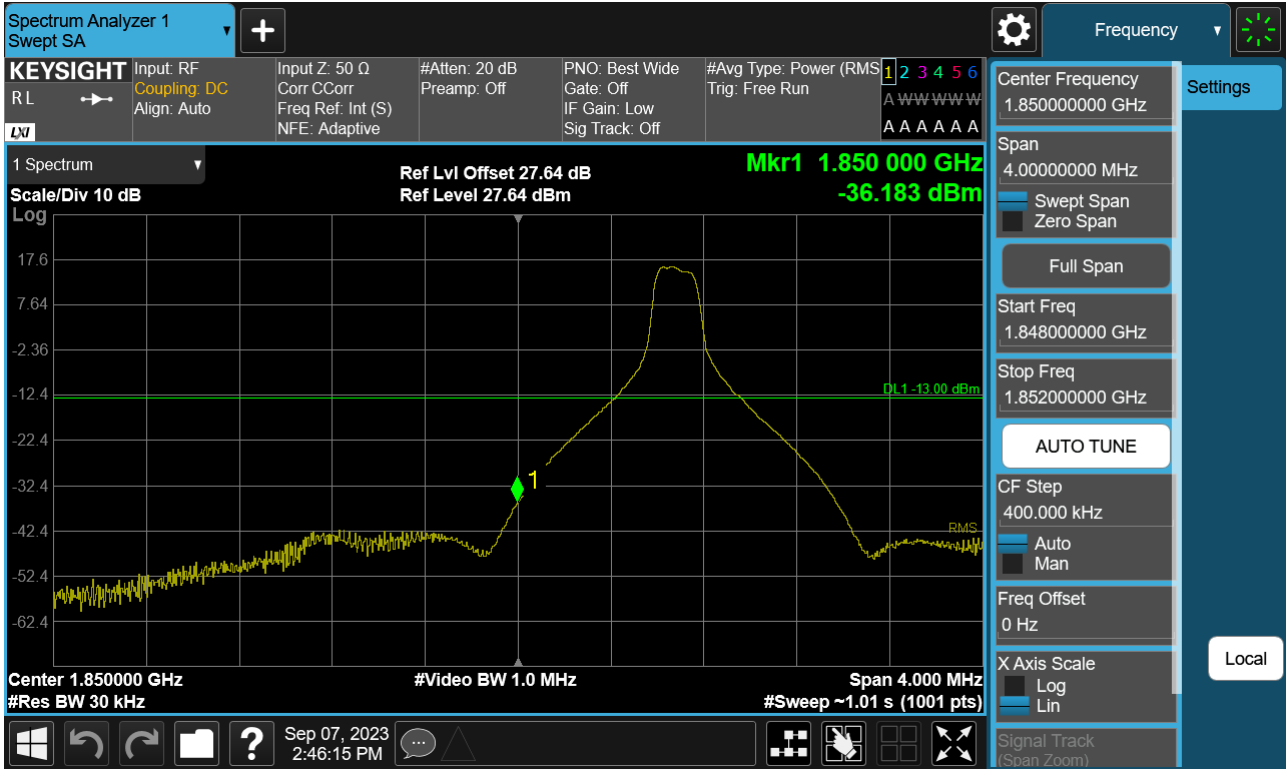 Spectrum Analyzer 1
Swept SA
Frequency
KEYSIGHT
R L
LXI
Input: RF
Coupling: DC
Align: Auto
Input Z: 50 Ω
Corr CCorr
Freq Ref: Int (S)
NFE: Adaptive
#Atten: 20 dB
Preamp: Off
PNO: Best Wide
Gate: Off
IF Gain: Low
Sig Track: Off
#Avg Type: Power (RMS
Trig: Free Run
1 2 3 4 5 6
A W W W W W
A A A A A A
Center Frequency
1.850000000 GHz
Settings
Span
4.00000000 MHz
Swept Span
Zero Span
Full Span
Start Freq
1.848000000 GHz
Stop Freq
1.852000000 GHz
AUTO TUNE
CF Step
400.000 kHz
Auto
Man
Freq Offset
0 Hz
X Axis Scale
Log
Lin
Signal Track
(Span Zoom)
Local
1 Spectrum
Scale/Div 10 dB
Log
Ref Lvl Offset 27.64 dB
Ref Level 27.64 dBm
Mkr1 1.850 000 GHz
-36.183 dBm
17.6
7.64
-2.36
-12.4
DL1 -13.00 dBm
-22.4
-32.4
1
-42.4
RMS
-52.4
-62.4
Center 1.850000 GHz
#Video BW 1.0 MHz
Span 4.000 MHz
#Res BW 30 kHz
#Sweep ~1.01 s (1001 pts)
?
Sep 07, 2023
2:46:15 PM